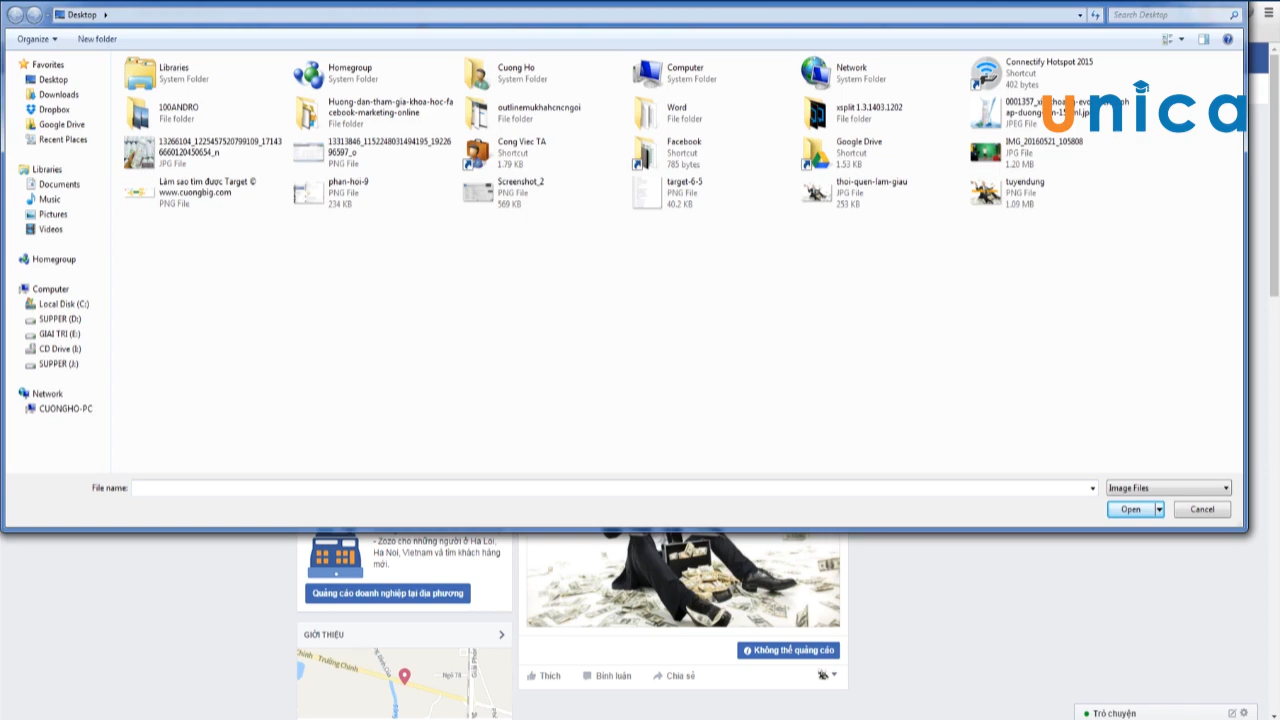 Desktop
Search Desktop
Organize
New folder
Favorites
Desktop
Downloads
Dropbox
Google Drive
Recent Places
Libraries
Documents
Music
Pictures
Videos
Homegroup
Computer
Local Disk (C:)
SUPPER (D:)
GIAI TRI (E:)
CD Drive (I:)
SUPPER (J:)
Network
CUONGHO-PC
Libraries
System Folder
Homegroup
System Folder
Cuong Ho
System Folder
Computer
System Folder
Network
System Folder
Connectify Hotspot 2015
Shortcut
402 bytes
100ANDRO
File folder
Huong-dan-tham-gia-khoa-hoc-fa
cebook-marketing-online
File folder
outlinemukhahcncngoi
File folder
Word
File folder
xsplit 1.3.1403.1202
File folder
JPEG File
unica
13266104_1225457520799109_17143
66660120450654_n
JPG File
13313846_1152248031494195_19226
96597_o
PNG File
Cong Viec TA
Shortcut
1.79 KB
Facebook
Shortcut
785 bytes
Google Drive
Shortcut
1.53 KB
IMG_20160521_105808
JPG File
1.20 MB
Làm sao tìm được Target ©
www.cuongbig.com
PNG File
phan-hoi-9
PNG File
234 KB
Screenshot_2
PNG File
569 KB
target-6-5
PNG File
40.2 KB
thoi-quen-lam-giau
JPG File
253 KB
tuyendung
PNG File
1.09 MB
File name:
Image Files
Open
Cancel
- Zozo cho những người ở Hà Lôi,
Ha Noi, Vietnam và tìm khách hàng
mới.
Quảng cáo doanh nghiệp tại địa phương
GIỚI THIỆU
Trường Chinh
Ngõ 78
Giải Phón
Không thể quảng cáo
Thích
Bình luận
Chia sẻ
Trò chuyện